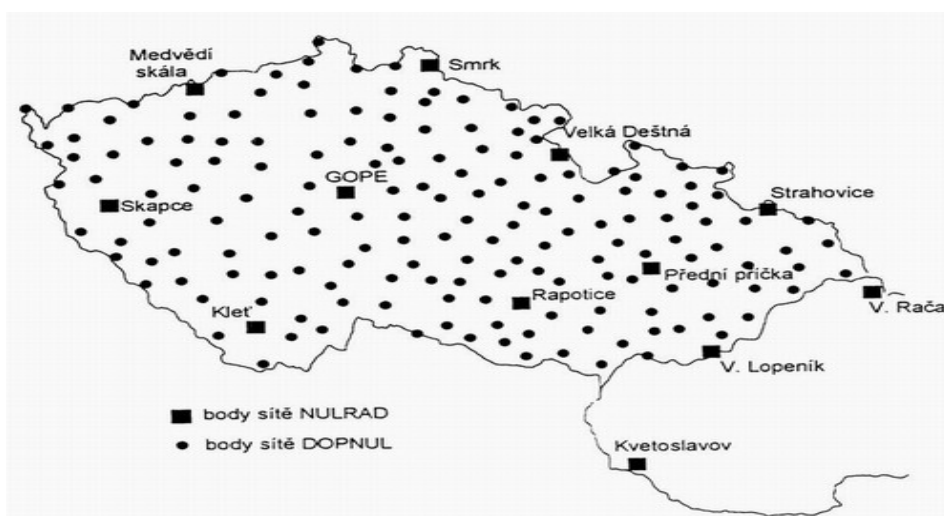 Medvědí
skála
Smrk
Velká Deštná
GOPE
Skapce
Strahovice
Přední příčka
Rapotice
Kleť
V. Rača
V. Lopeník
body sítě NULRAD
body sítě DOPNUL
Kvetoslavov